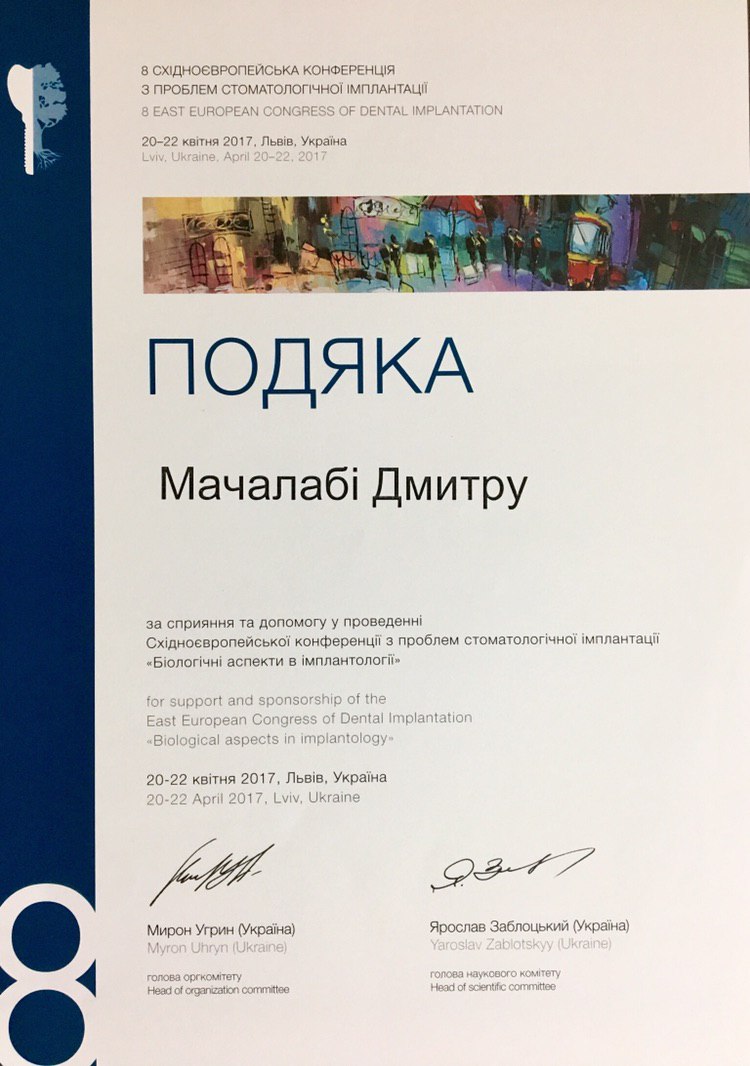 8 СХІДНОЄВРОПЕЙСЬКА КОНФЕРЕНЦІЯ
З ПРОБЛЕМ СТОМАТОЛОГІЧНОЇ ІМПЛАНТАЦІЇ
8 EAST EUROPEAN CONGRESS OF DENTAL IMPLANTATION
20–22 квітня 2017, Львів, Україна
Lviv, Ukraine, April 20–22, 2017
ПОДЯКА
Мачалабі Дмитру
за сприяння та допомогу у проведенні
Східноєвропейської конференції з проблем стоматологічної імплантації
«Біологічні аспекти в імплантології»
for support and sponsorship of the
East European Congress of Dental Implantation
«Biological aspects in implantology»
20-22 квітня 2017, Львів, Україна
20-22 April 2017, Lviv, Ukraine
Мирон Угрин (Україна)
Myron Uhryn (Ukraine)
голова оргкомітету
Head of organization committee
Ярослав Заблоцький (Україна)
Yaroslav Zablotskyy (Ukraine)
голова наукового комітету
Head of scientific committee
8